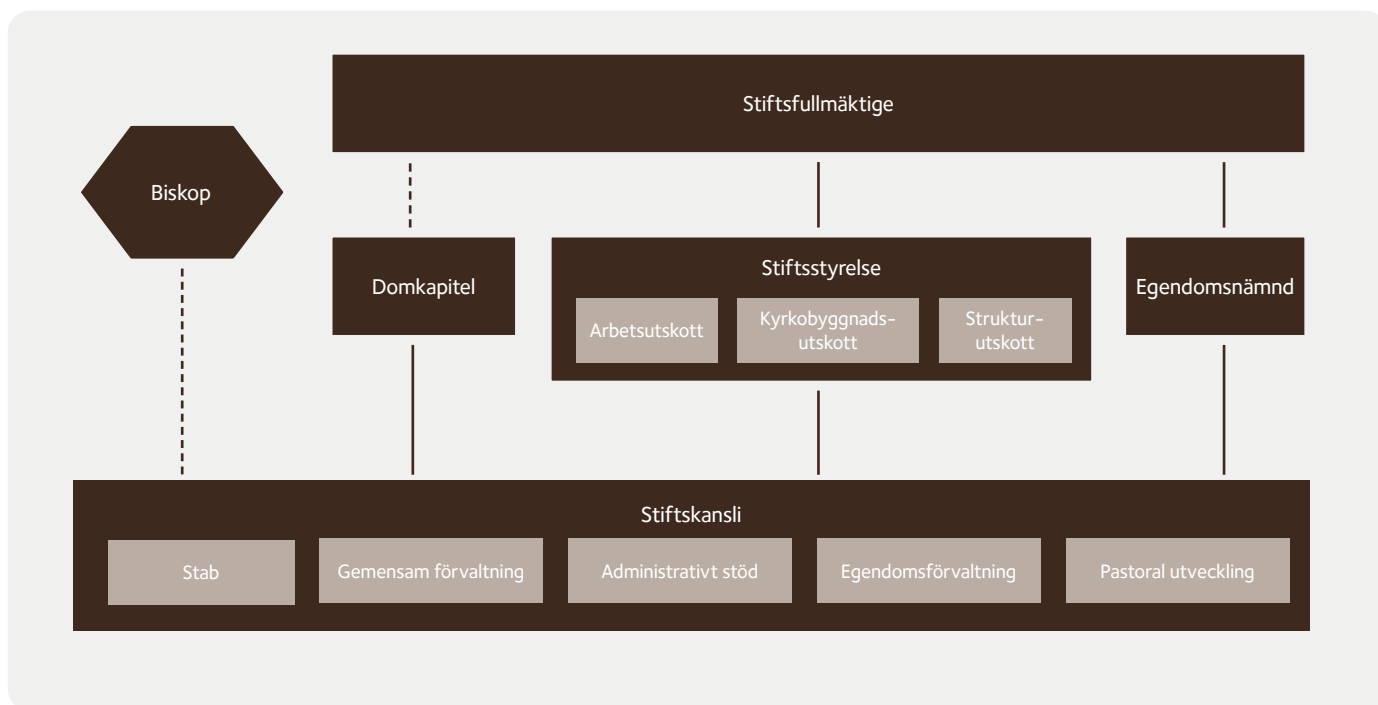 Stiftsfullmäktige
Biskop
Domkapitel
Stiftsstyrelse
Arbetsutskott
Kyrkobyggnads-
utskott
Struktur-
utskott
Egendomsnämnd
Stiftskansli
Stab
Gemensam förvaltning
Administrativt stöd
Egendomsförvaltning
Pastoral utveckling